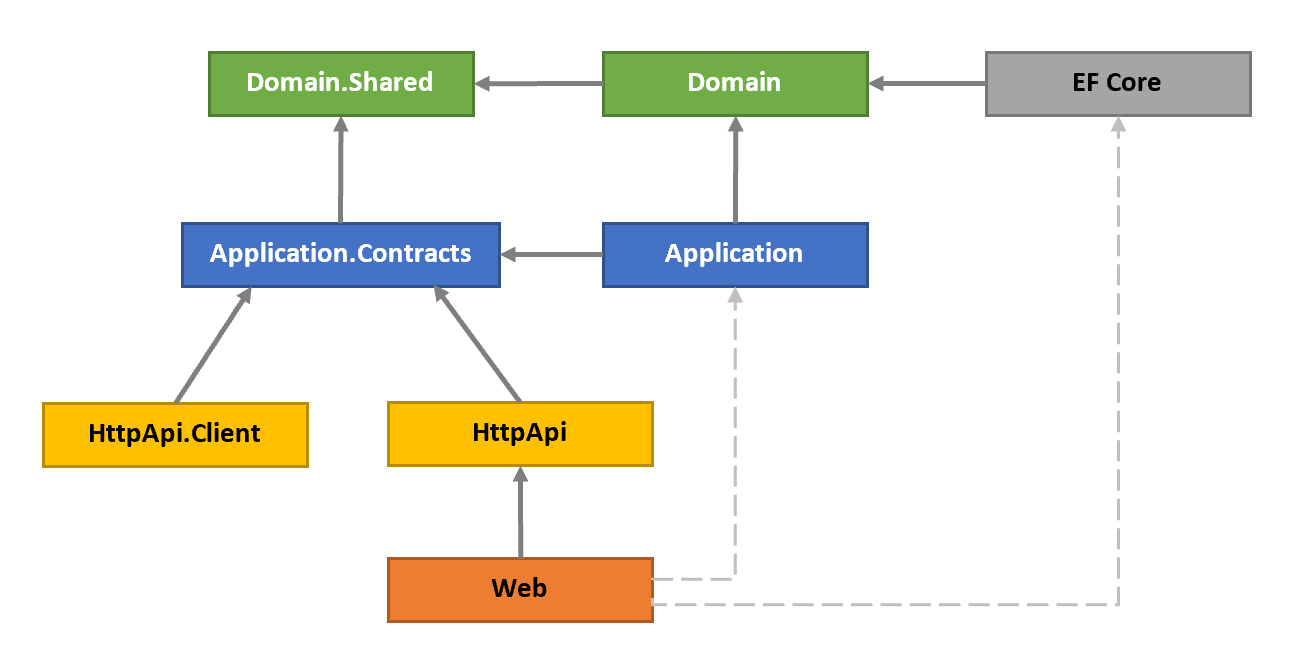 Domain.Shared
Domain
EF Core
Application.Contracts
Application
HttpApi.Client
HttpApi
Web